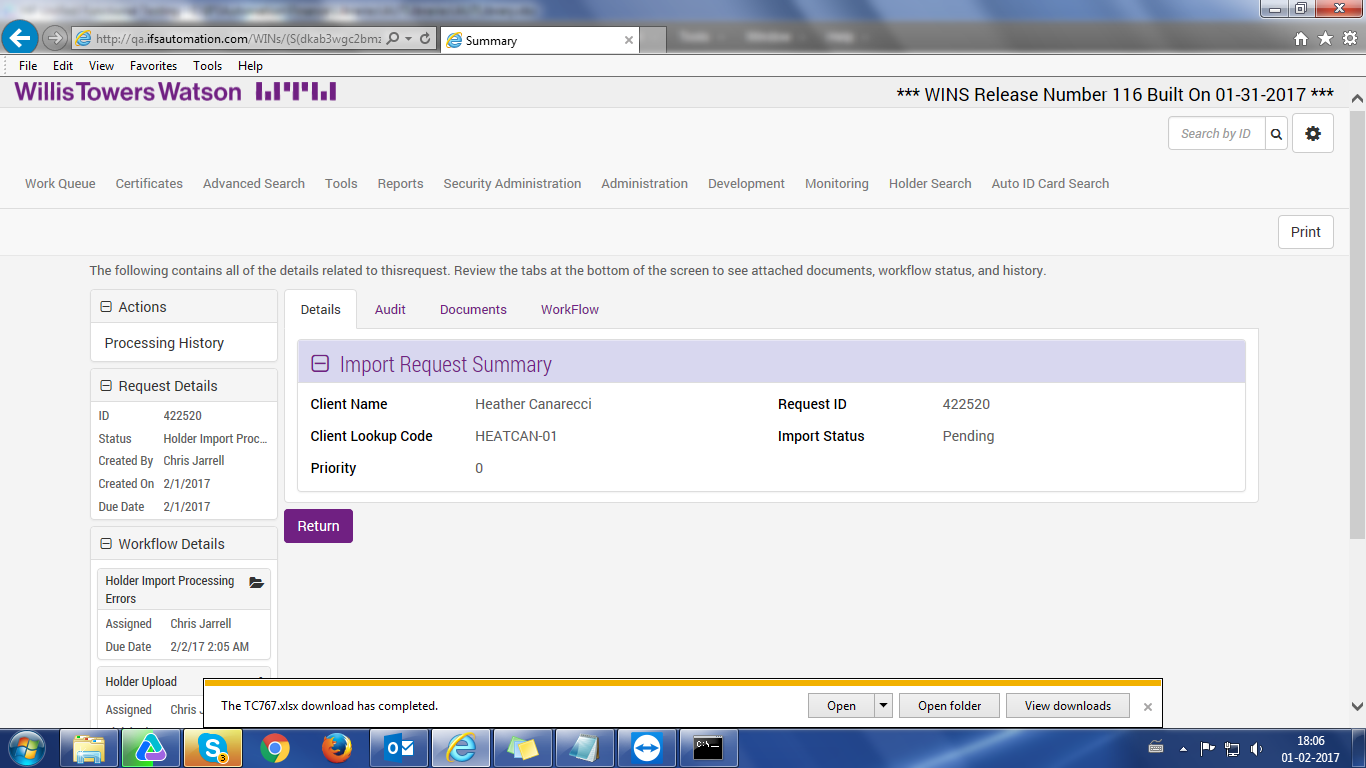 http://qa.ifsautomation.com/WINs/(S(dkab3wgc2bmz
Summary
File Edit View Favorites Tools Help
WillisTowersWatson
*** WINS Release Number 116 Built On 01-31-2017 ***
Search by ID
Work Queue Certificates Advanced Search Tools Reports Security Administration Administration Development Monitoring Holder Search Auto ID Card Search
Print
The following contains all of the details related to thisrequest. Review the tabs at the bottom of the screen to see attached documents, workflow status, and history.
Actions
Processing History
Request Details
ID 422520
Status Holder Import Proc...
Created By Chris Jarrell
Created On 2/1/2017
Due Date 2/1/2017
Workflow Details
Holder Import Processing
Errors
Assigned Chris Jarrell
Due Date 2/2/17 2:05 AM
Holder Upload
Assigned Chris
Details Audit Documents WorkFlow
Import Request Summary
Client Name Heather Canarecci Request ID 422520
Client Lookup Code HEATCAN-01 Import Status Pending
Priority 0
Return
The TC767.xlsx download has completed. Open Open folder View downloads
3
C:\
18:06
01-02-2017